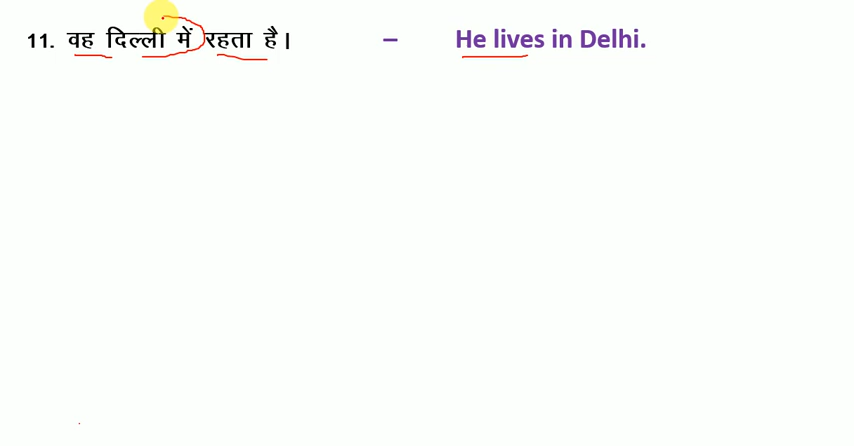 11. वह दिल्ली में रहता है। – He lives in Delhi.